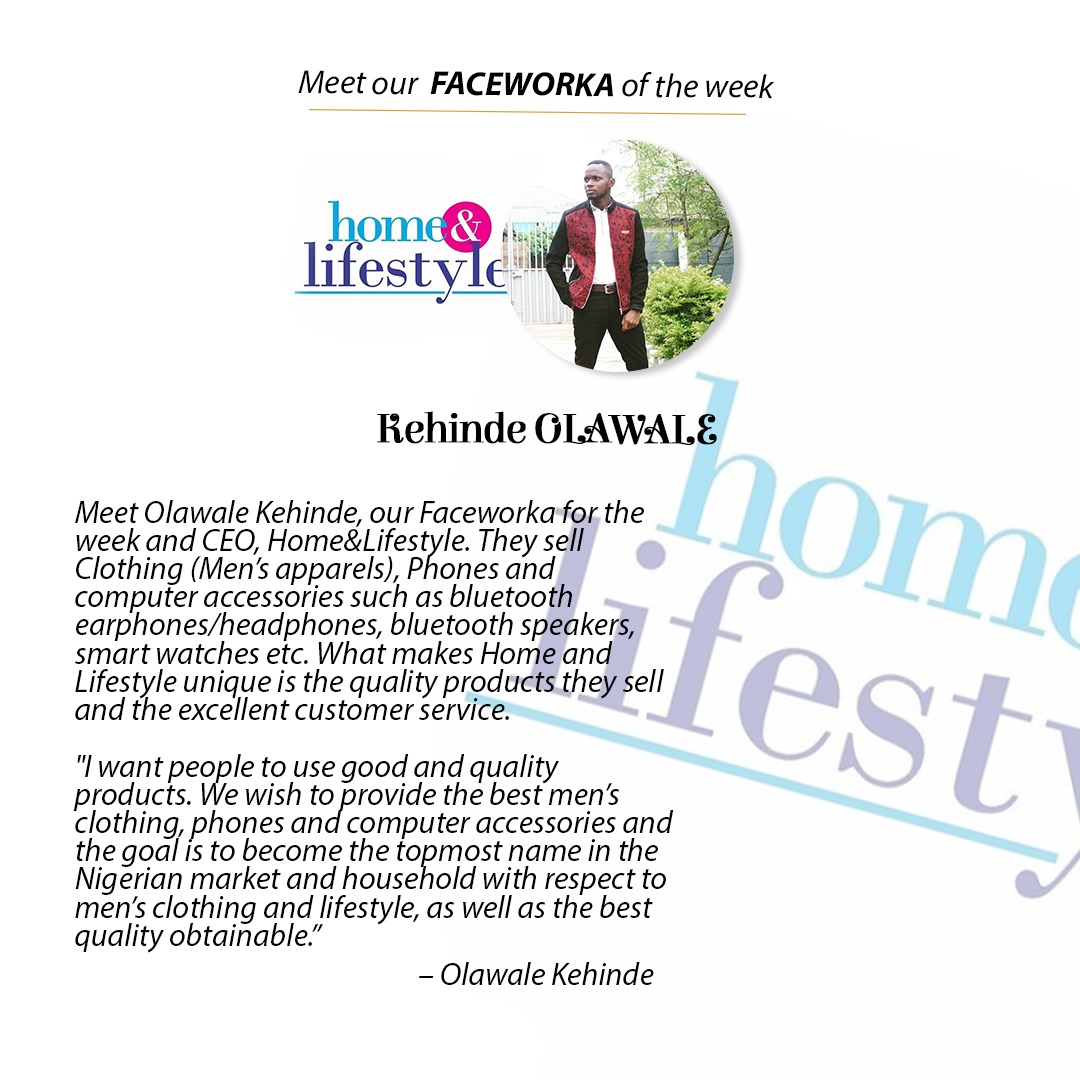 Meet our FACEWORKA of the week
home&
lifestyle
Kehinde OLAWALE
Meet Olawale Kehinde, our Faceworka for the
week and CEO, Home&Lifestyle. They sell
Clothing (Men's apparels), Phones and
computer accessories such as bluetooth
earphones/headphones, bluetooth speakers,
smart watches etc. What makes Home and
Lifestyle unique is the quality products they sell
and the excellent customer service.
"I want people to use good and quality
products. We wish to provide the best men's
clothing, phones and computer accessories and
the goal is to become the topmost name in the
Nigerian market and household with respect to
men's clothing and lifestyle, as well as the best
quality obtainable."
– Olawale Kehinde
home
lifesty